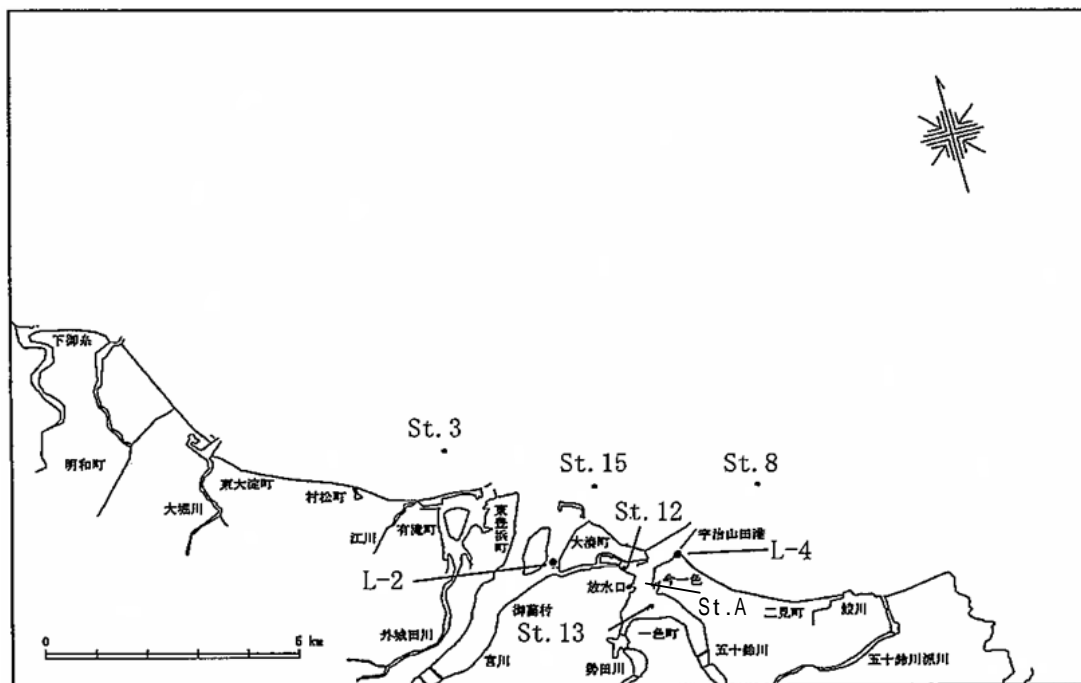 下御糸
St. 3
明和町
St. 15
St. 8
東大淀町
村松町
大堀川
江川
有滝町
東豊浜町
大湊町
St. 12
宇治山田港
L-4
L-2
放水口
今一色
St.A
御薗村
二見町
St. 13
一色町
外城田川
宮川
勢田川
五十鈴川
五十鈴川派川
0